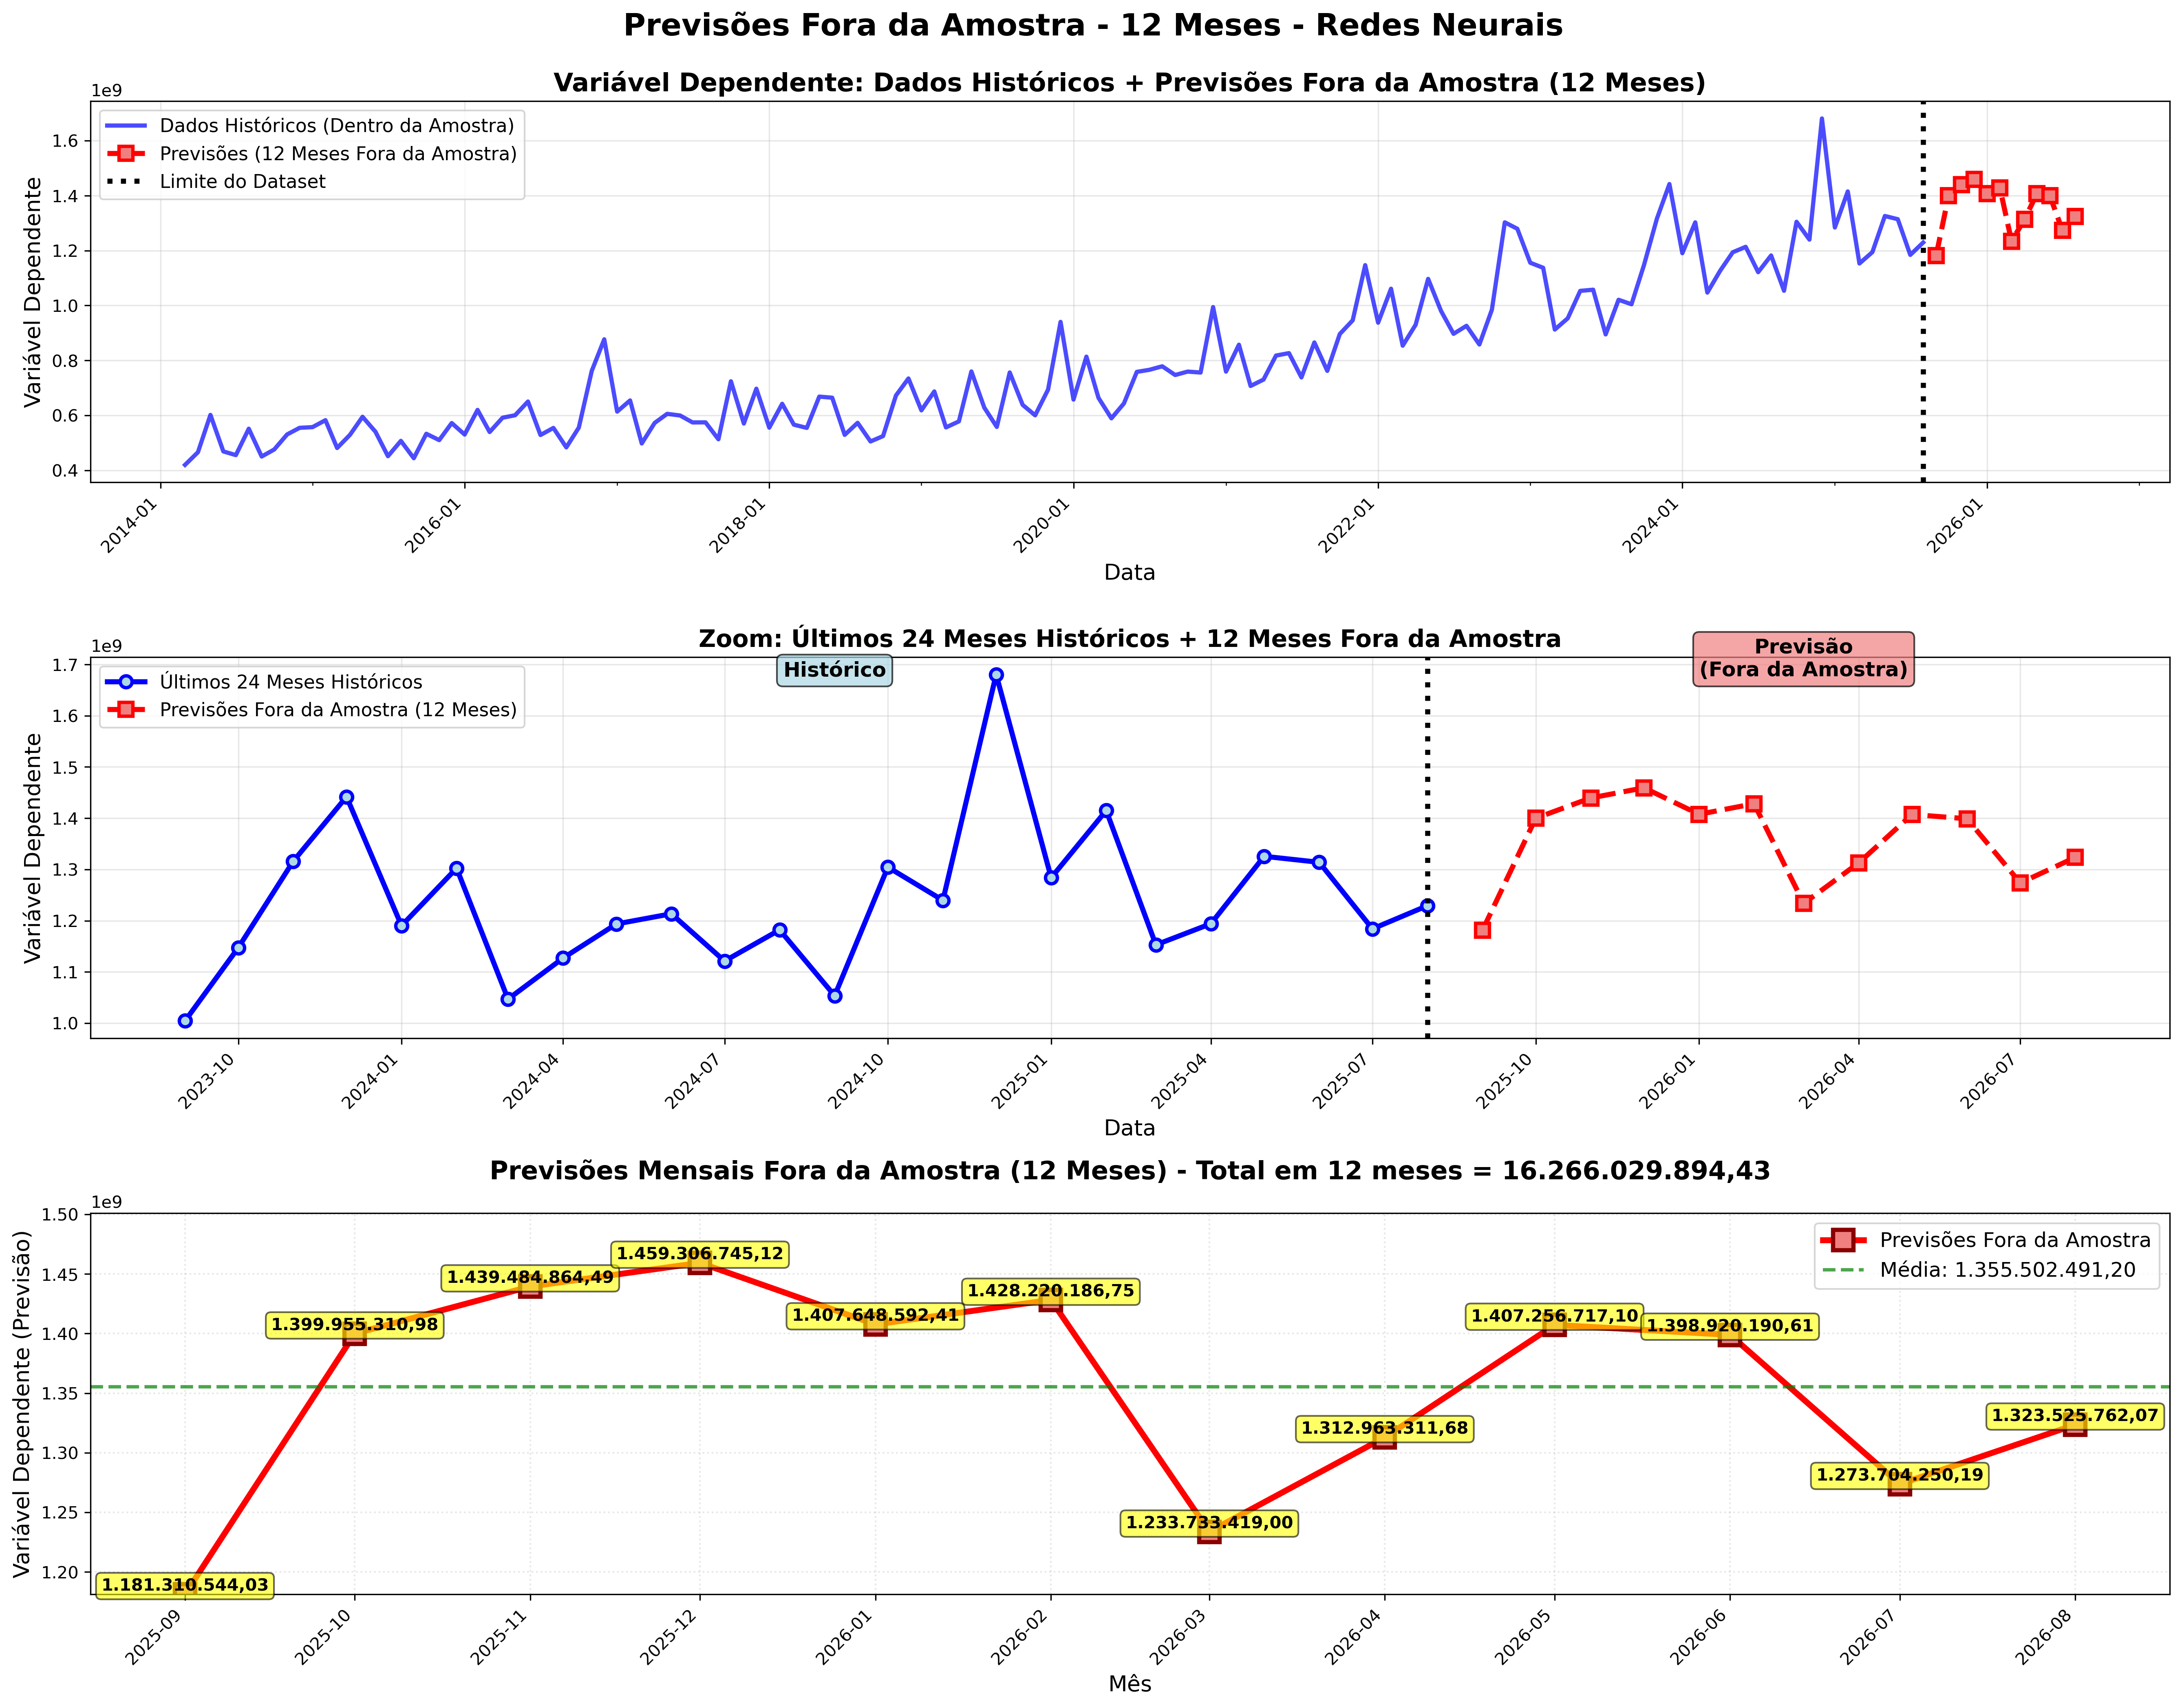 Previsões Fora da Amostra - 12 Meses - Redes Neurais
Variável Dependente: Dados Históricos + Previsões Fora da Amostra (12 Meses)
1e9
Dados Históricos (Dentro da Amostra)
Previsões (12 Meses Fora da Amostra)
Limite do Dataset
Variável Dependente
1.6
1.4
1.2
1.0
0.8
0.6
0.4
2014-01
2016-01
2018-01
2020-01
2022-01
2024-01
2026-01
Data
Zoom: Últimos 24 Meses Históricos + 12 Meses Fora da Amostra
1e9
Últimos 24 Meses Históricos
Previsões Fora da Amostra (12 Meses)
Histórico
Previsão
(Fora da Amostra)
Variável Dependente
1.7
1.6
1.5
1.4
1.3
1.2
1.1
1.0
2023-10
2024-01
2024-04
2024-07
2024-10
2025-01
2025-04
2025-07
2025-10
2026-01
2026-04
2026-07
Data
Previsões Mensais Fora da Amostra (12 Meses) - Total em 12 meses = 16.266.029.894,43
1e9
Previsões Fora da Amostra
Média: 1.355.502.491,20
Variável Dependente (Previsão)
1.50
1.45
1.40
1.35
1.30
1.25
1.20
1.181.310.544,03
1.399.955.310,98
1.439.484.864,49
1.459.306.745,12
1.407.648.592,41
1.428.220.186,75
1.233.733.419,00
1.312.963.311,68
1.407.256.717,10
1.398.920.190,61
1.273.704.250,19
1.323.525.762,07
2025-09
2025-10
2025-11
2025-12
2026-01
2026-02
2026-03
2026-04
2026-05
2026-06
2026-07
2026-08
Mês